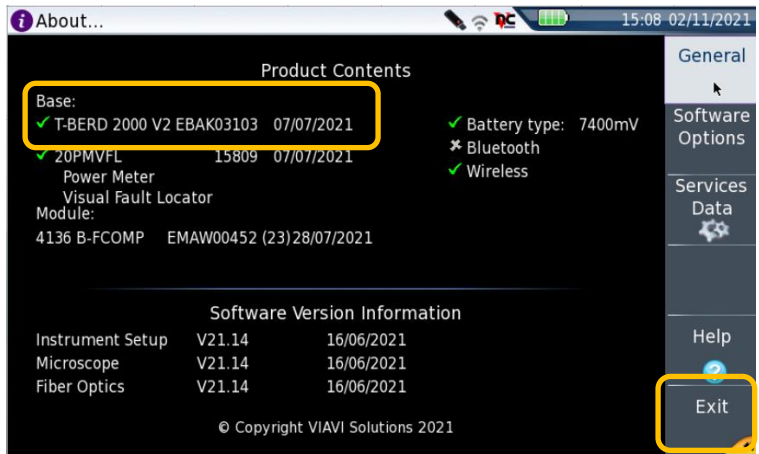 About...
15:08 02/11/2021
Product Contents
Base:
T-BERD 2000 V2 EBAK03103 07/07/2021
20PMVFL 15809 07/07/2021
Power Meter
Visual Fault Locator
Battery type: 7400mV
Bluetooth
Wireless
Module:
4136 B-FCOMP EMAW00452 (23)28/07/2021
Software Version Information
Instrument Setup V21.14 16/06/2021
Microscope V21.14 16/06/2021
Fiber Optics V21.14 16/06/2021
© Copyright VIAVI Solutions 2021
General
Software
Options
Services
Data
Help
Exit